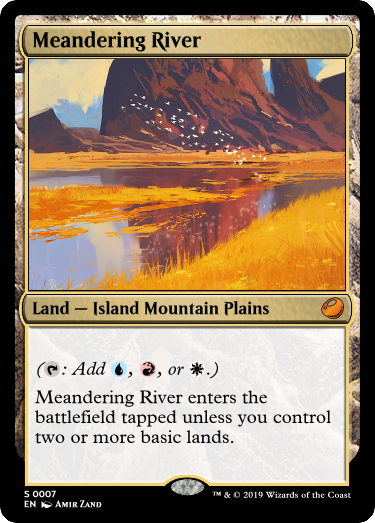 Meandering River
Land — Island Mountain Plains
(: Add , , or .)
Meandering River enters the
battlefield tapped unless you control
two or more basic lands.
S 0007
EN Amir Zand
™ & © 2019 Wizards of the Coast